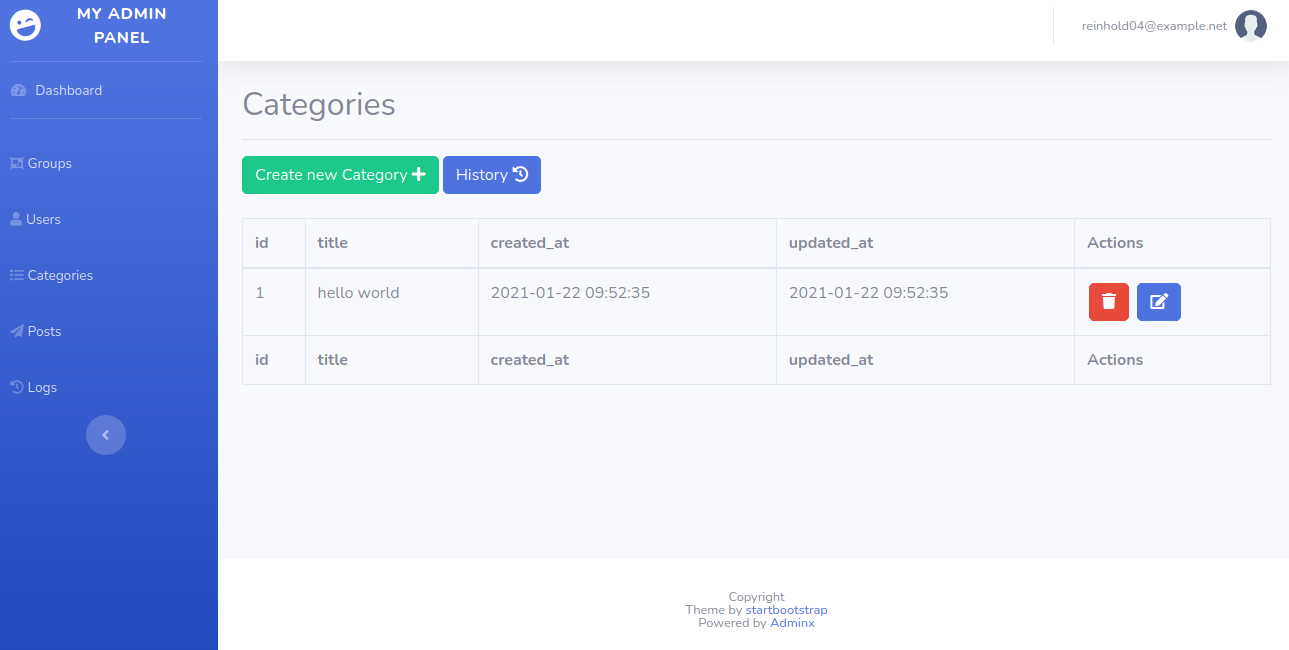 MY ADMIN
PANEL
reinhold04@example.net
Dashboard
Groups
Users
Categories
Posts
Logs
Categories
Create new Category
History
id title created_at updated_at Actions
1 hello world 2021-01-22 09:52:35 2021-01-22 09:52:35
id title created_at updated_at Actions
Copyright
Theme by startbootstrap
Powered by Adminx